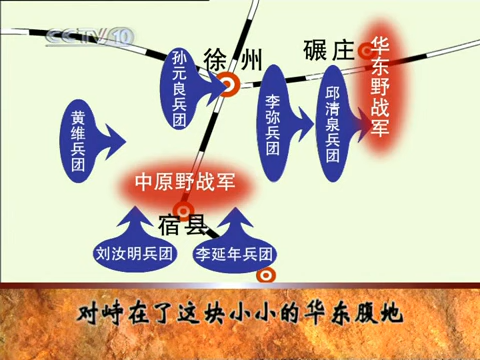 CCTV10
孙元良兵团
徐州
碾庄
华东野战军
黄维兵团
李弥兵团
邱清泉兵团
中原野战军
宿县
刘汝明兵团
李延年兵团
对峙在了这块小小的华东腹地